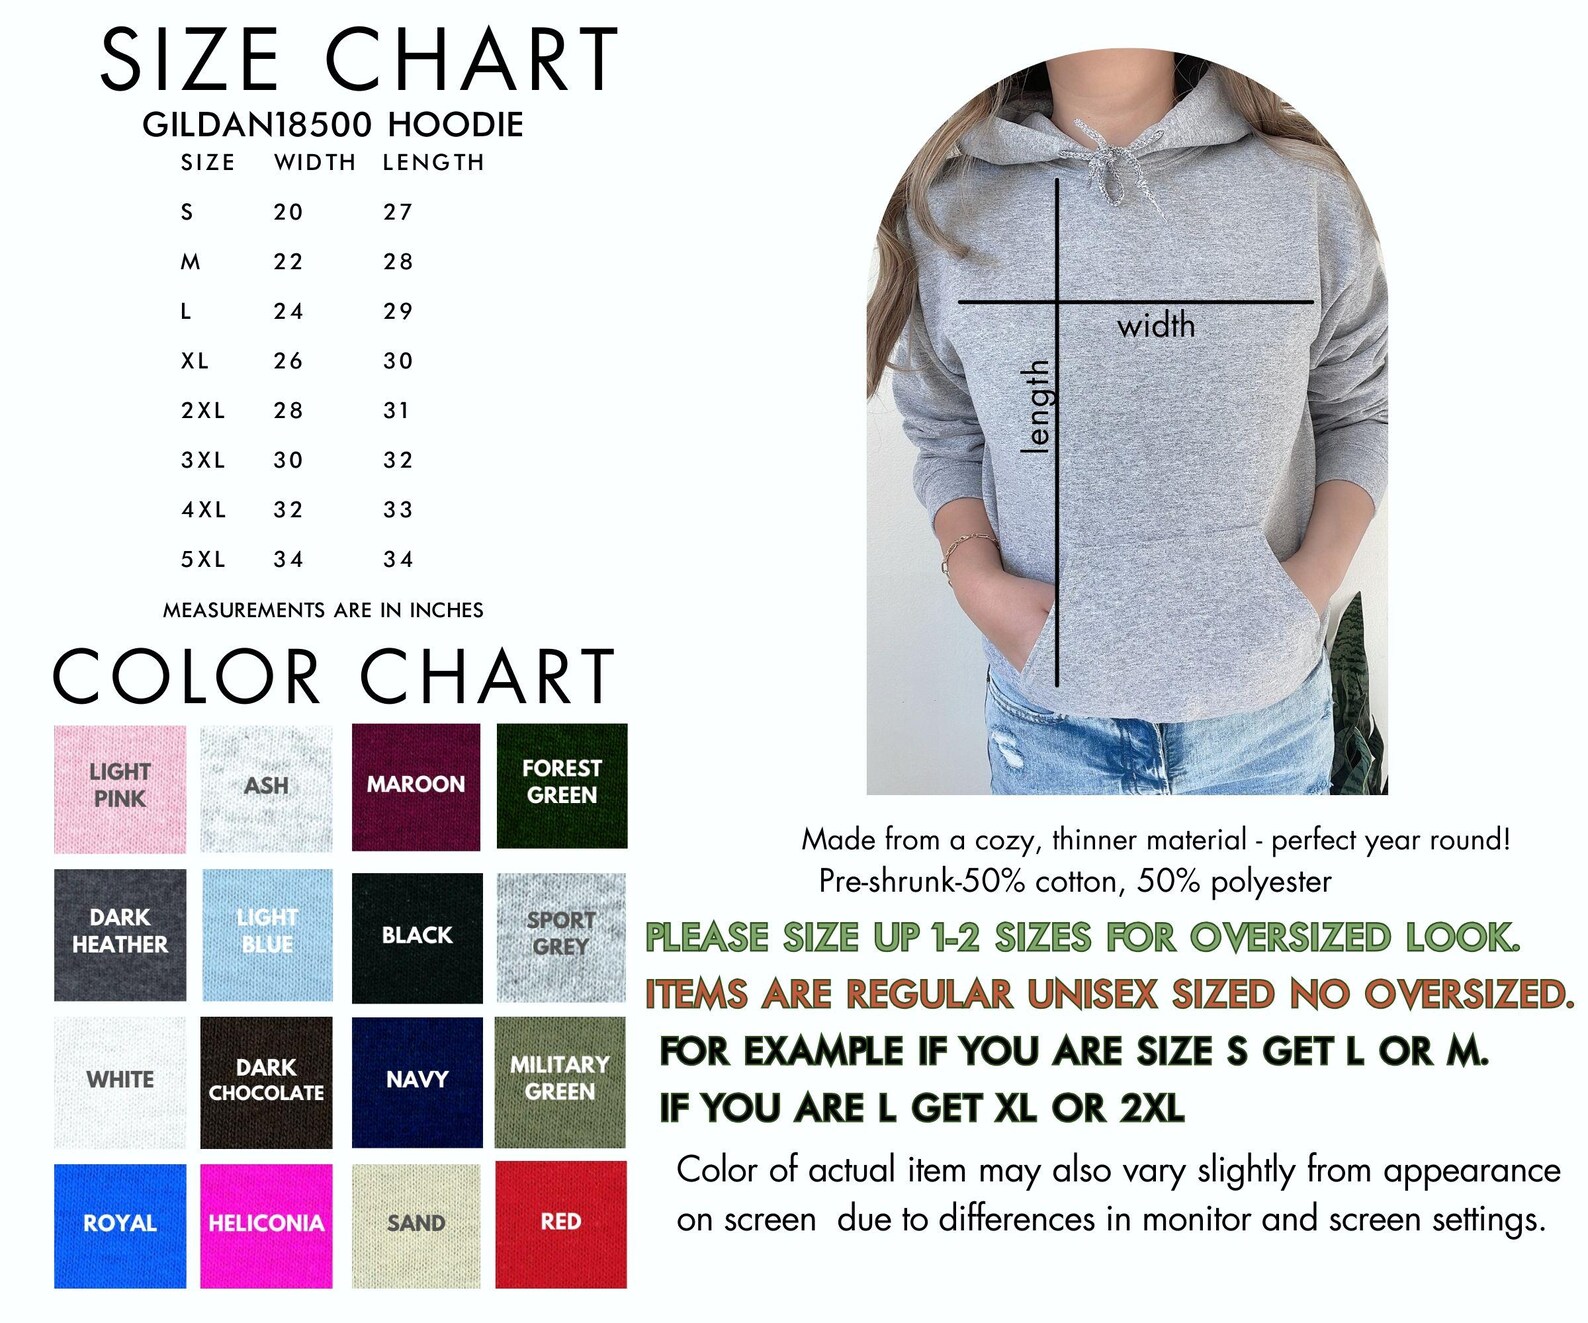 SIZE CHART
GILDAN18500 HOODIE
SIZE WIDTH LENGTH
S 20 27
M 22 28
L 24 29
XL 26 30
2XL 28 31
3XL 30 32
4XL 32 33
5XL 34 34
MEASUREMENTS ARE IN INCHES
COLOR CHART
LIGHT
PINK
ASH
MAROON
FOREST
GREEN
DARK
HEATHER
LIGHT
BLUE
BLACK
SPORT
GREY
WHITE
DARK
CHOCOLATE
NAVY
MILITARY
GREEN
ROYAL
HELICONIA
SAND
RED
width
length
Made from a cozy, thinner material - perfect year round!
Pre-shrunk-50% cotton, 50% polyester
PLEASE SIZE UP 1-2 SIZES FOR OVERSIZED LOOK.
ITEMS ARE REGULAR UNISEX SIZED NO OVERSIZED.
FOR EXAMPLE IF YOU ARE SIZE S GET L OR M.
IF YOU ARE L GET XL OR 2XL
Color of actual item may also vary slightly from appearance
on screen due to differences in monitor and screen settings.